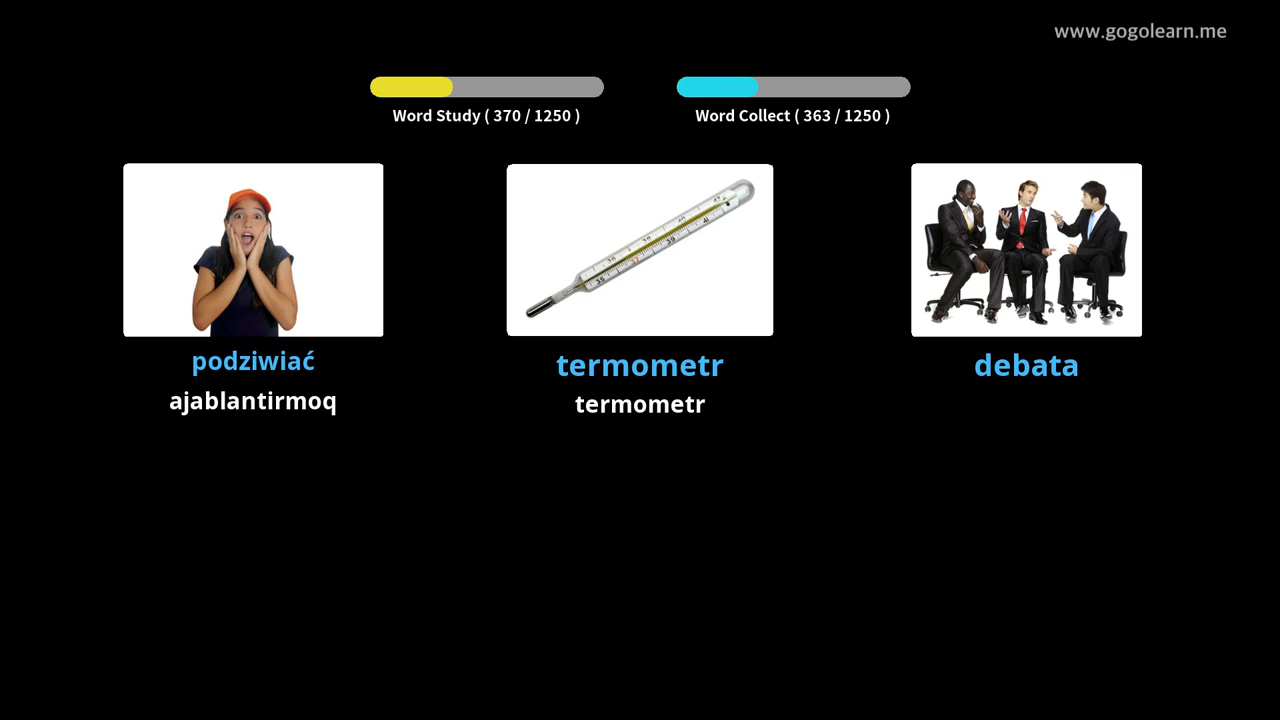 www.gogolearn.me
Word Study ( 370 / 1250 )
Word Collect ( 363 / 1250 )
podziwiać
ajablantirmoq
termometr
termometr
debata